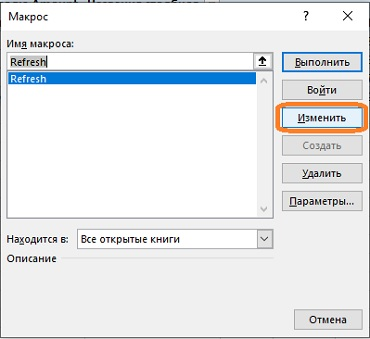 Макрос
?
Имя макроса:
Refresh
Refresh
Выполнить
Войти
Изменить
Создать
Удалить
Параметры...
Находится в:
Все открытые книги
Описание
Отмена